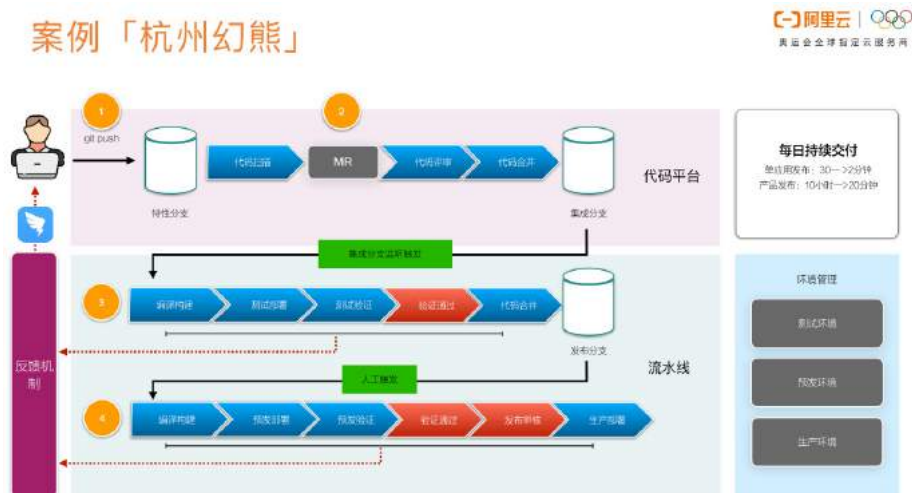 案例「杭州幻熊」
阿里云
奥运会全球指定云服务商
1
git push
2
代码扫描
MR
代码评审
代码合并
特性分支
集成分支
代码平台
每日持续交付
单应用发布：30—>2分钟
产品发布：10小时—>20分钟
集成分支监听触发
3
编译构建
测试部署
测试验证
验证通过
代码合并
发布分支
流水线
反馈机
制
人工触发
4
编译构建
预发部署
预发验证
验证通过
发布审核
生产部署
环境管理
测试环境
预发环境
生产环境